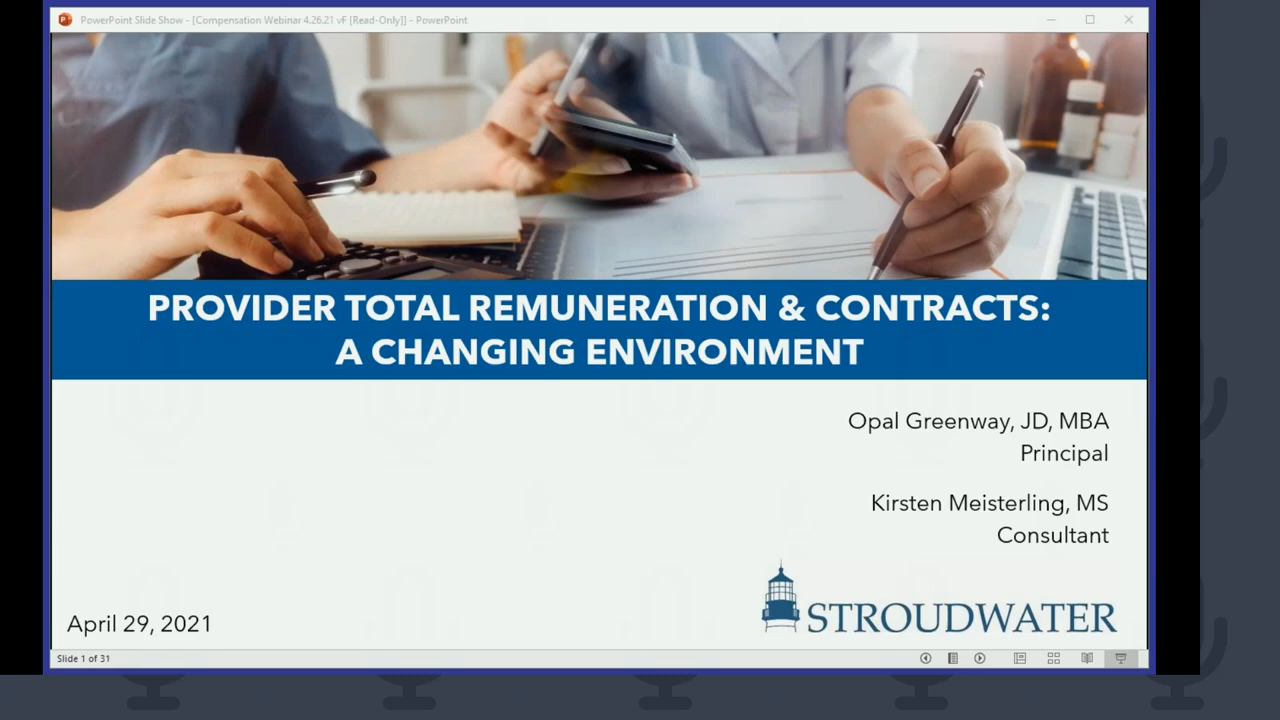 PowerPoint Slide Show - [Compensation Webinar 4.26.21 vF [Read-Only]] - PowerPoint
PROVIDER TOTAL REMUNERATION & CONTRACTS:
A CHANGING ENVIRONMENT
Opal Greenway, JD, MBA
Principal
Kirsten Meisterling, MS
Consultant
STROUDWATER
April 29, 2021
Slide 1 of 31